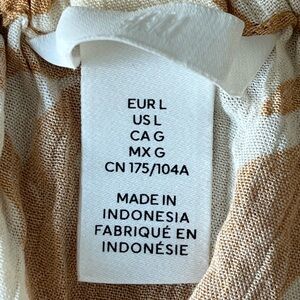 EUR L
US L
CA G
MX G
CN 175/104A
MADE IN
INDONESIA
FABRIQUÉ EN
INDONÉSIE